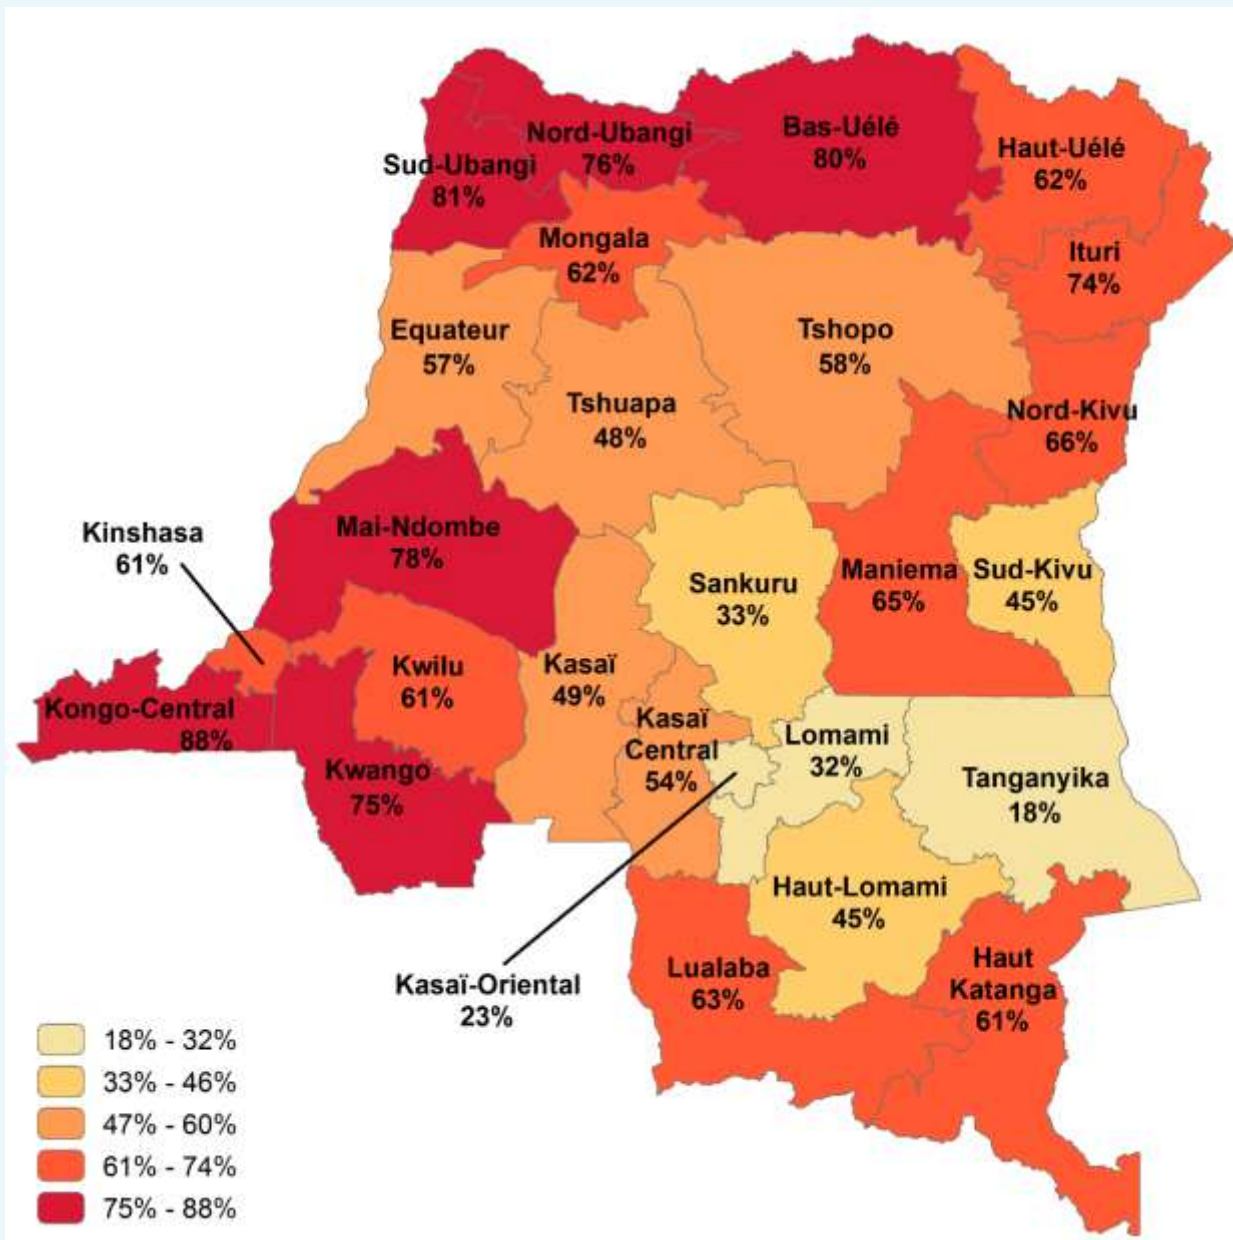 Nord-Ubangi
76%
Bas-Uélé
80%
Haut-Uélé
62%
Sud-Ubangi
81%
Mongala
62%
Ituri
74%
Equateur
57%
Tshopo
58%
Tshuapa
48%
Nord-Kivu
66%
Kinshasa
61%
Mai-Ndombe
78%
Sankuru
33%
Maniema
65%
Sud-Kivu
45%
Kongo-Central
88%
Kwilu
61%
Kasaï
49%
Kasaï
Central
54%
Lomami
32%
Kwango
75%
Tanganyika
18%
Haut-Lomami
45%
Kasaï-Oriental
23%
Lualaba
63%
Haut
Katanga
61%
18% - 32%
33% - 46%
47% - 60%
61% - 74%
75% - 88%